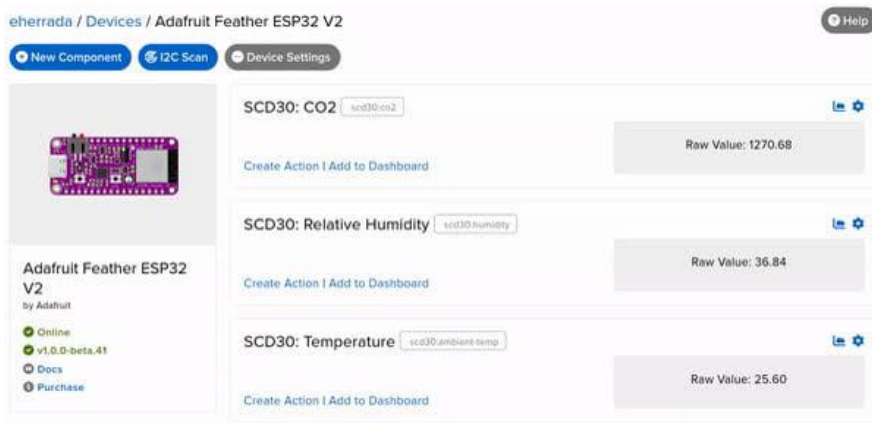 eherrada / Devices / Adafruit Feather ESP32 V2
Help
New Component
I2C Scan
Device Settings
Adafruit Feather ESP32
V2
by Adafruit
Online
v1.0.0-beta.41
Docs
Purchase
SCD30: CO2 scd30:co2
Raw Value: 1270.68
Create Action | Add to Dashboard
SCD30: Relative Humidity scd30:humidity
Raw Value: 36.84
Create Action | Add to Dashboard
SCD30: Temperature scd30:ambient-temp
Raw Value: 25.60
Create Action | Add to Dashboard